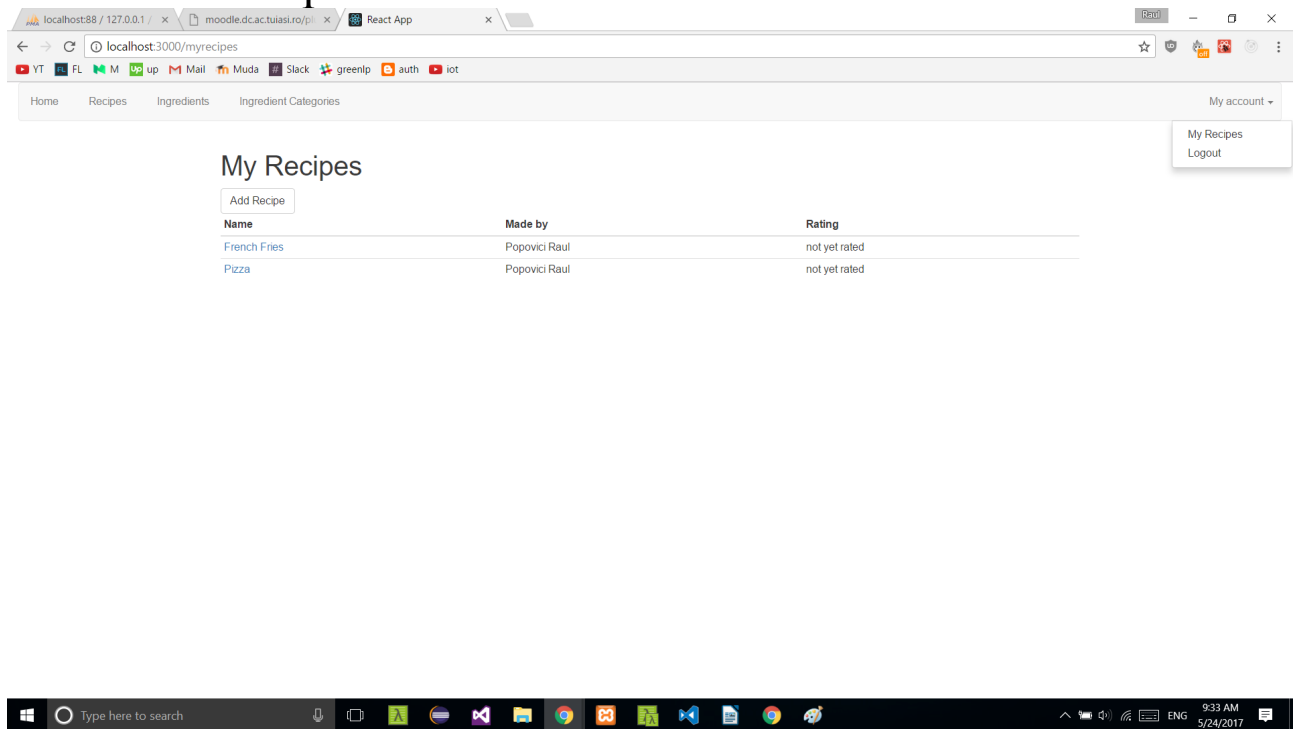 localhost:88 / 127.0.0.1 /
moodle.dc.ac.tuiasi.ro/pl
React App
Raul
localhost:3000/myrecipes
YT FL FL M up up Mail Muda # Slack greenlp auth iot
off
Home Recipes Ingredients Ingredient Categories My account
My Recipes
Logout
My Recipes
Add Recipe
Name Made by Rating
French Fries Popovici Raul not yet rated
Pizza Popovici Raul not yet rated
Type here to search
ENG
9:33 AM
5/24/2017